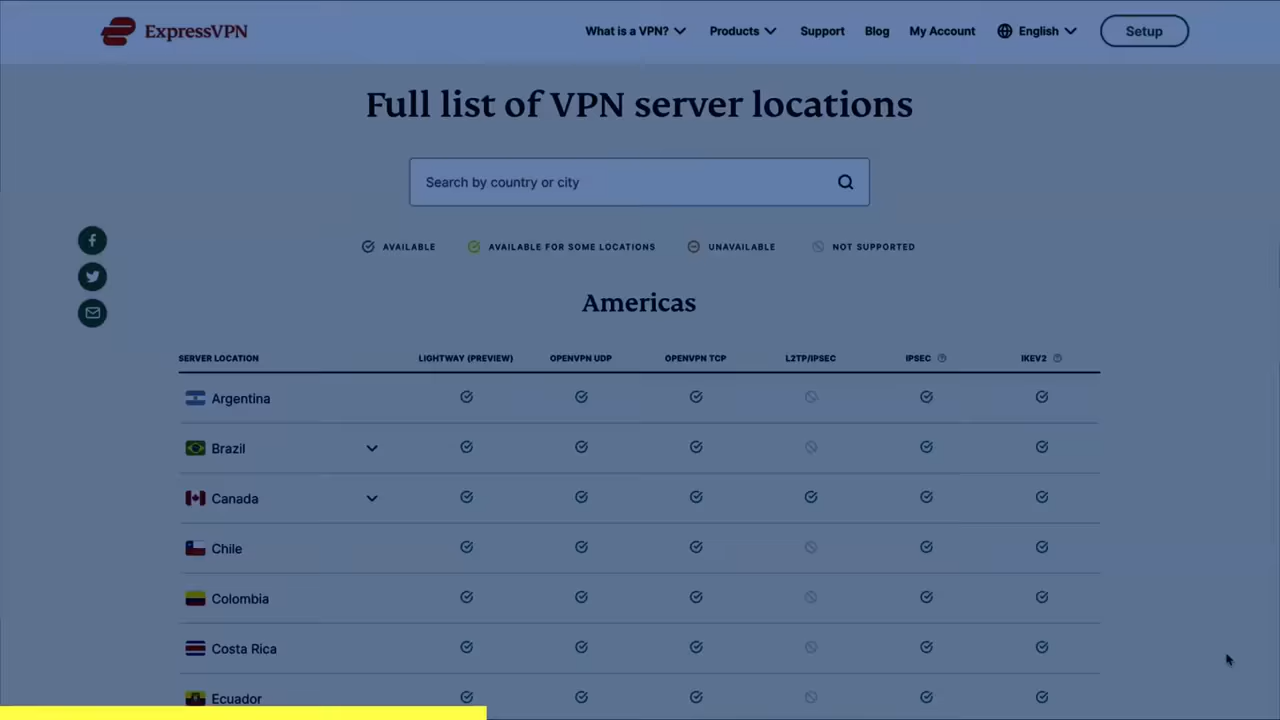 ExpressVPN What is a VPN? Products Support Blog My Account English Setup
Full list of VPN server locations
Search by country or city
AVAILABLE AVAILABLE FOR SOME LOCATIONS UNAVAILABLE NOT SUPPORTED
Americas
SERVER LOCATION LIGHTWAY (PREVIEW) OPENVPN UDP OPENVPN TCP L2TP/IPSEC IPSEC IKEV2
Argentina
Brazil
Canada
Chile
Colombia
Costa Rica
Ecuador